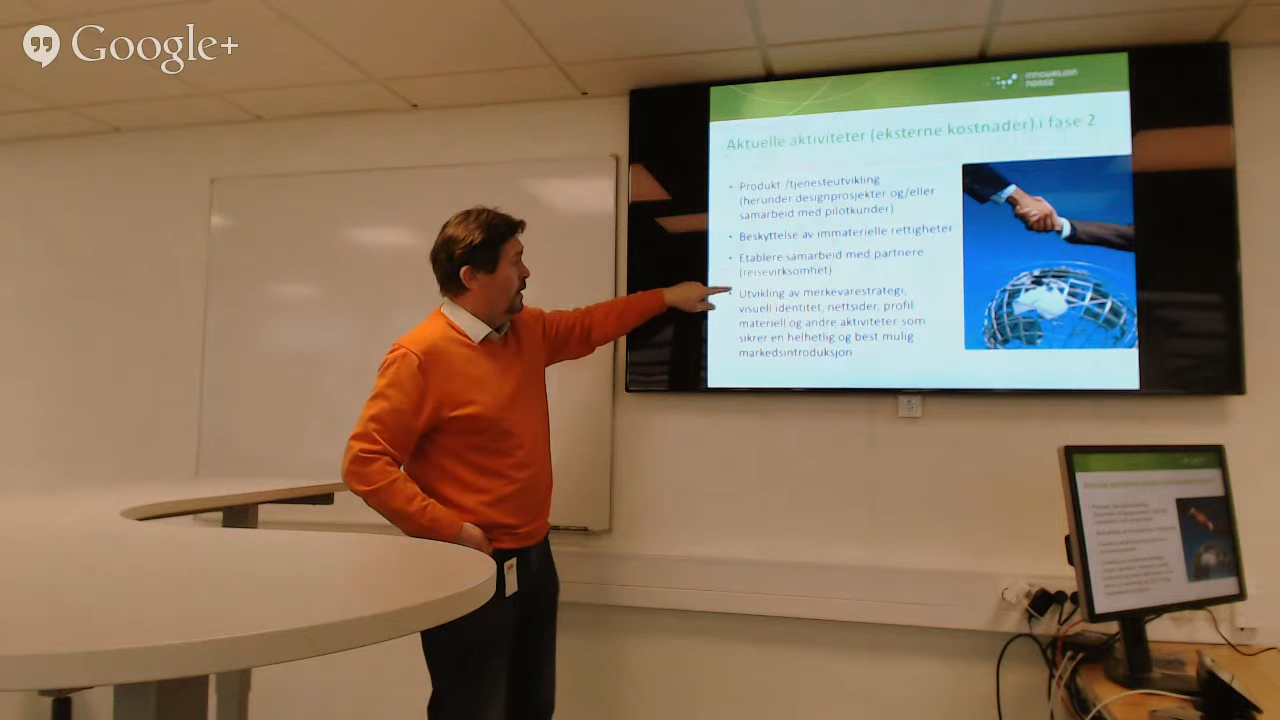 Google+
INNOVASJON
NORGE
Aktuelle aktiviteter (eksterne kostnader) i fase 2
• Produkt-/tjenesteutvikling
(herunder designprosjekter og/eller
samarbeid med pilotkunder)
• Beskyttelse av immaterielle rettigheter
• Etablere samarbeid med partnere
(reisevirksomhet)
• Utvikling av merkevarestrategi,
visuell identitet, nettsider, profil
materiell og andre aktiviteter som
sikrer en helhetlig og best mulig
markedsintroduksjon